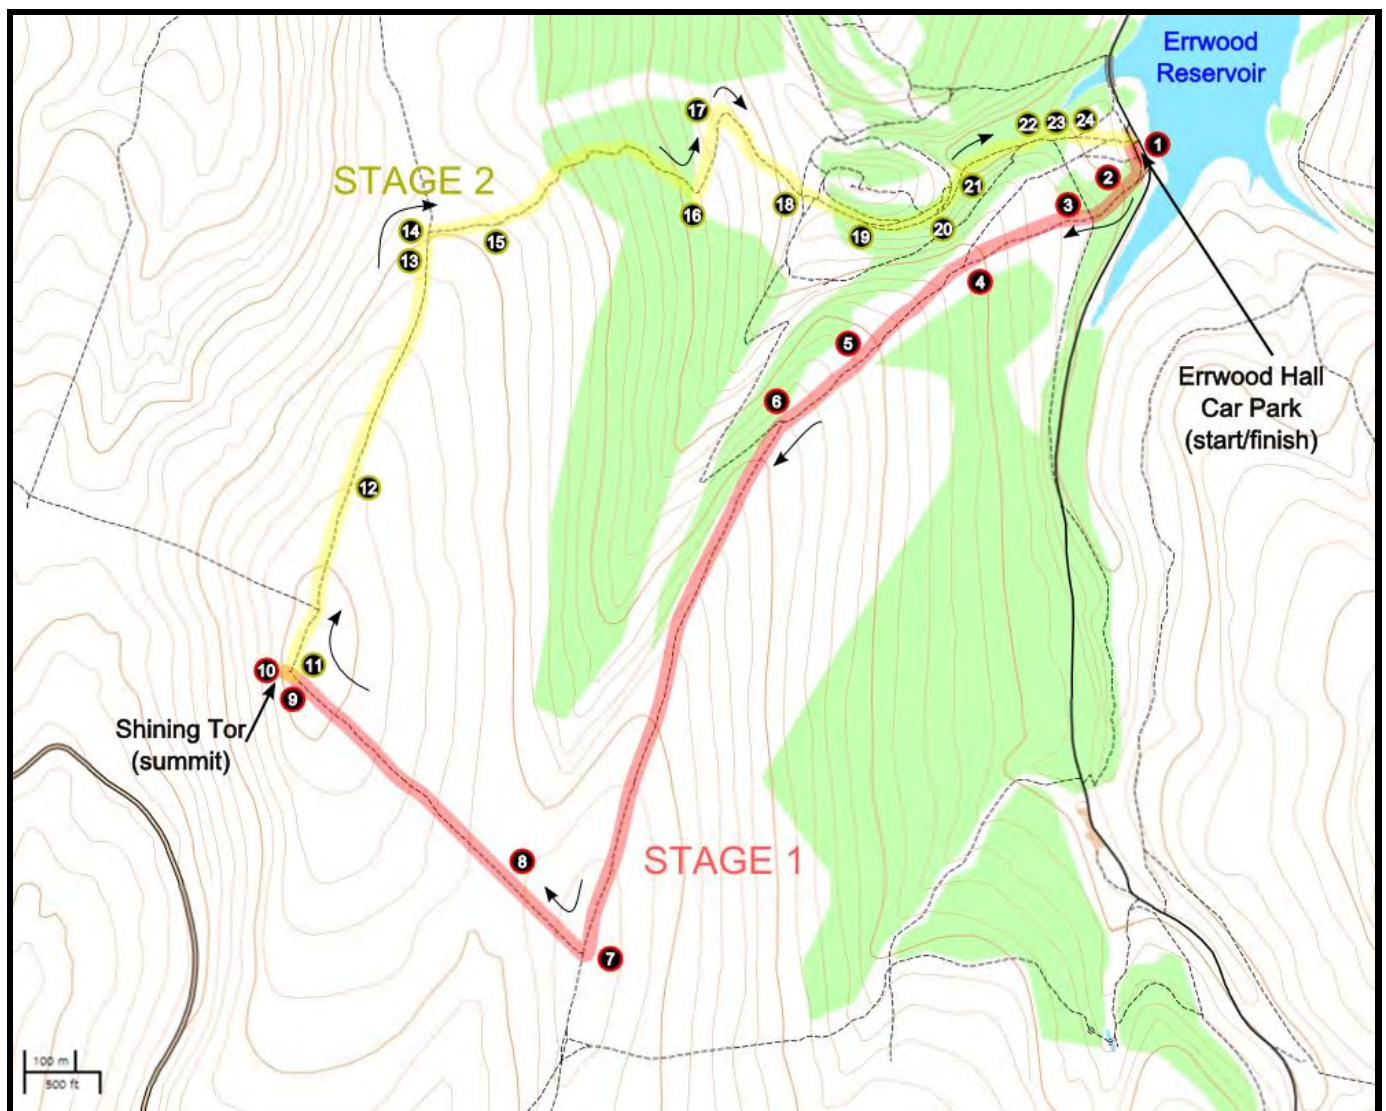 Errwood
Reservoir
17
22 23 24
1
STAGE 2
2
21
3
16
18
14
15
19
20
13
4
5
Errwood Hall
Car Park
(start/finish)
6
12
11
10
9
Shining Tor
(summit)
8
STAGE 1
7
100 m
500 ft